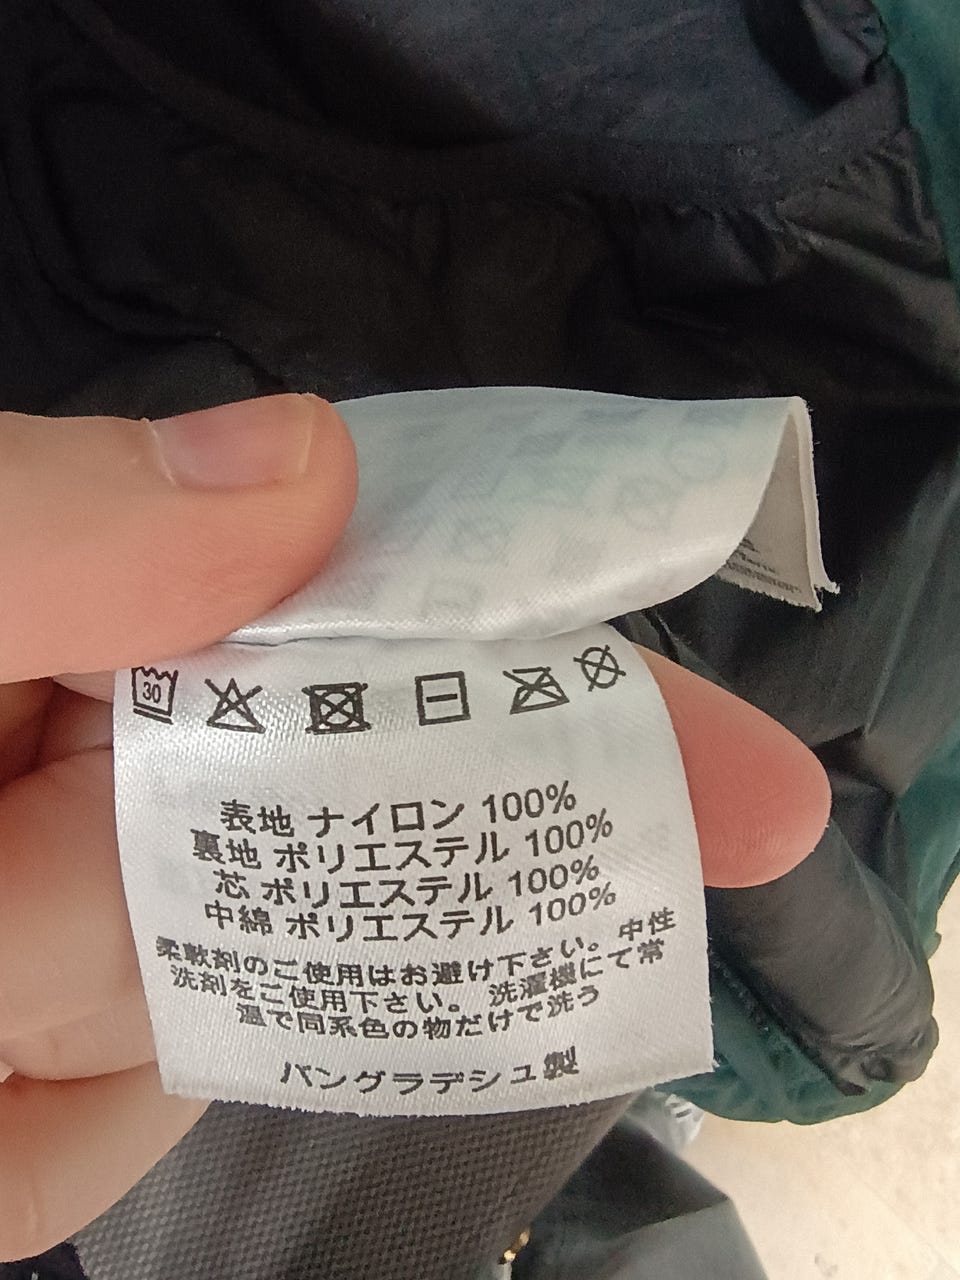 30
表地 ナイロン 100%
裏地 ポリエステル 100%
芯 ポリエステル 100%
中綿 ポリエステル 100%
柔軟剤のご使用はお避け下さい。中性
洗剤をご使用下さい。 洗濯機にて常
温で同系色の物だけで洗う
バングラデシュ製